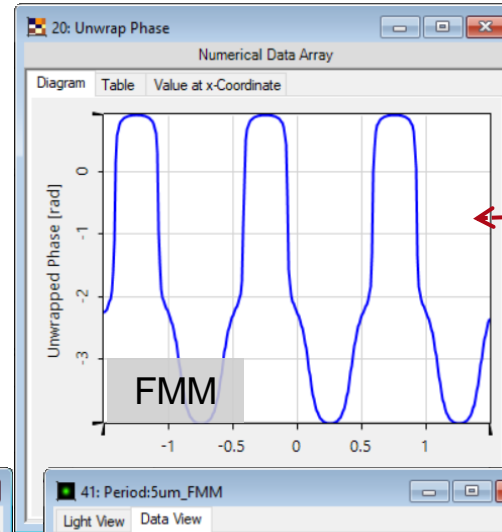 20: Unwrap Phase
Numerical Data Array
Diagram Table Value at x-Coordinate
Unwrapped Phase [rad]
0
-1
-2
-3
FMM
-1 -0.5 0 0.5 1
41: Period:5um_FMM
Light View Data View